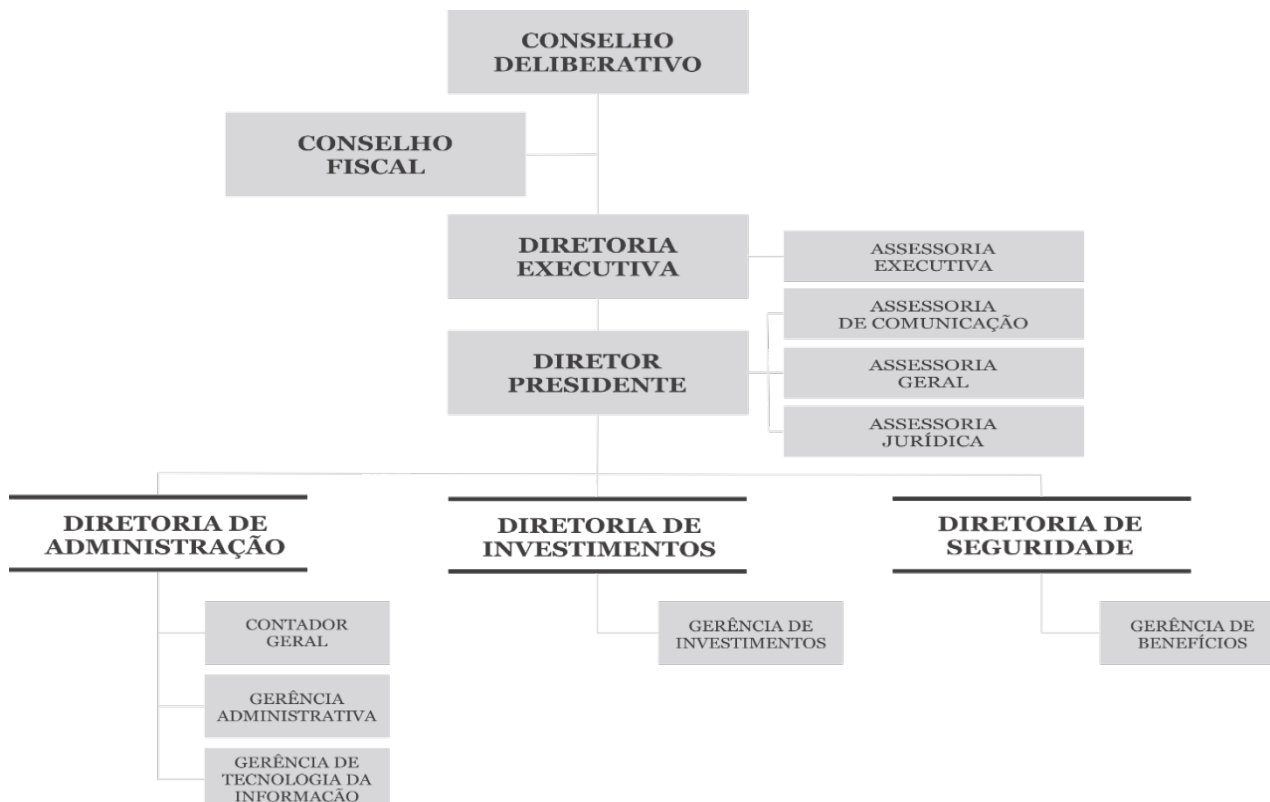 CONSELHO
DELIBERATIVO
CONSELHO
FISCAL
DIRETORIA
EXECUTIVA
ASSESSORIA
EXECUTIVA
ASSESSORIA
DE COMUNICAÇÃO
DIRETOR
PRESIDENTE
ASSESSORIA
GERAL
ASSESSORIA
JURÍDICA
DIRETORIA DE
ADMINISTRAÇÃO
DIRETORIA DE
INVESTIMENTOS
DIRETORIA DE
SEGURIDADE
CONTADOR
GERAL
GERÊNCIA
ADMINISTRATIVA
GERÊNCIA DE
TECNOLOGIA DA
INFORMAÇÃO
GERÊNCIA DE
INVESTIMENTOS
GERÊNCIA DE
BENEFÍCIOS